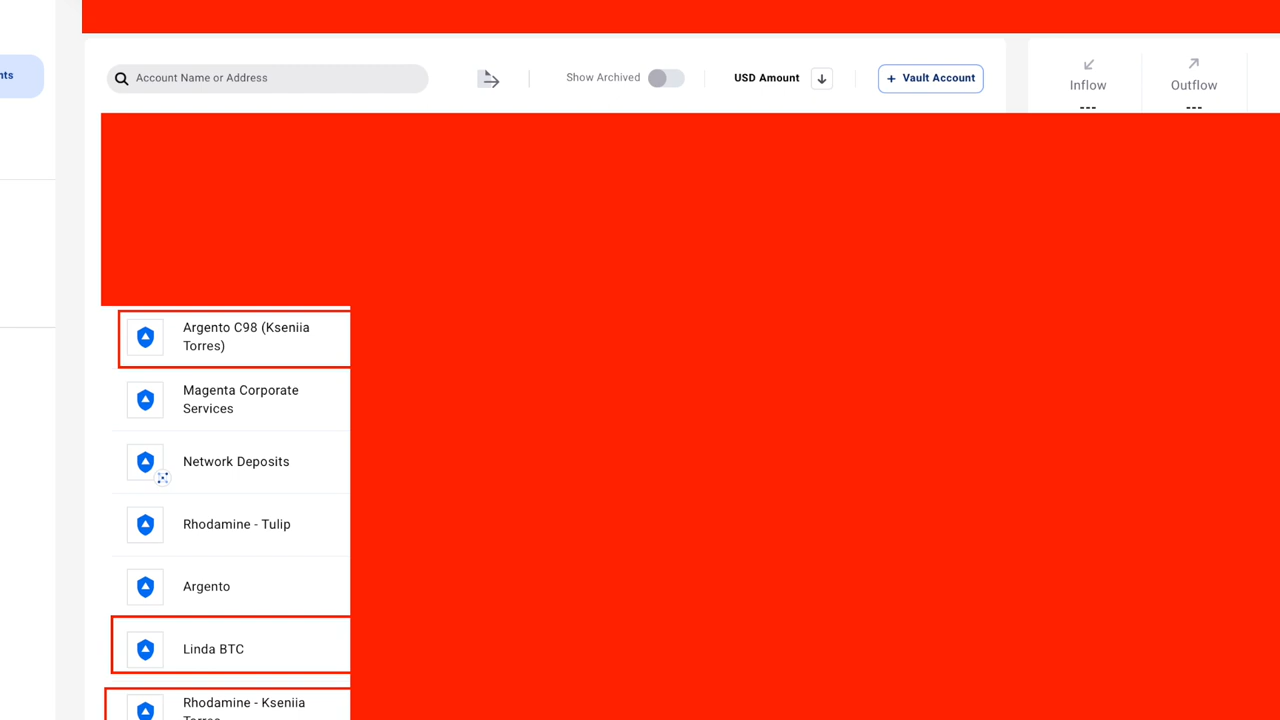 nts
Account Name or Address
Show Archived
USD Amount
+ Vault Account
Inflow
---
Outflow
---
Argento C98 (Kseniia
Torres)
Magenta Corporate
Services
Network Deposits
Rhodamine - Tulip
Argento
Linda BTC
Rhodamine - Kseniia
Torres